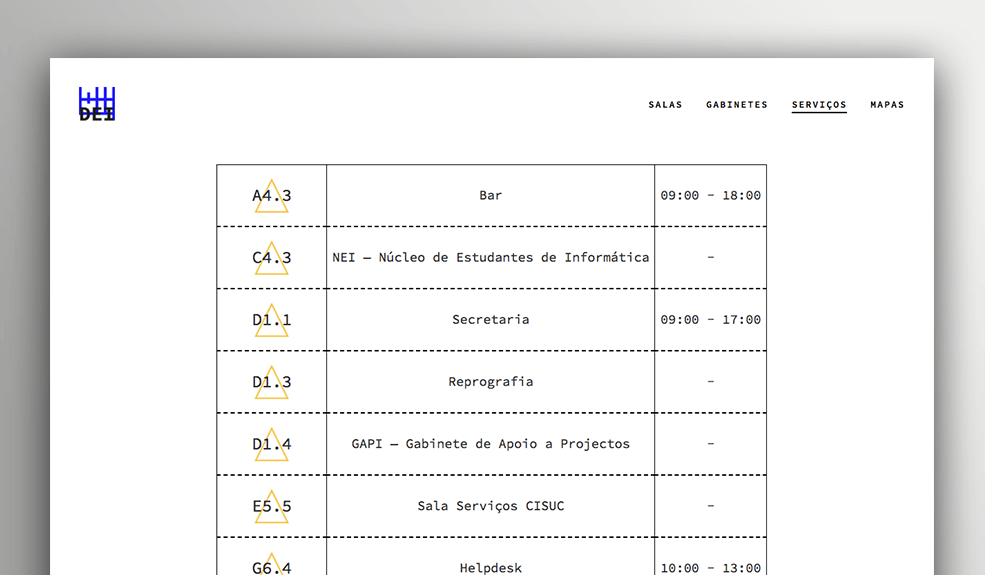 DEI
SALAS GABINETES SERVIÇOS MAPAS
A4.3 Bar 09:00 – 18:00
C4.3 NEI – Núcleo de Estudantes de Informática –
D1.1 Secretaria 09:00 – 17:00
D1.3 Reprografia –
D1.4 GAPI – Gabinete de Apoio a Projectos –
E5.5 Sala Serviços CISUC –
G6.4 Helpdesk 10:00 – 13:00